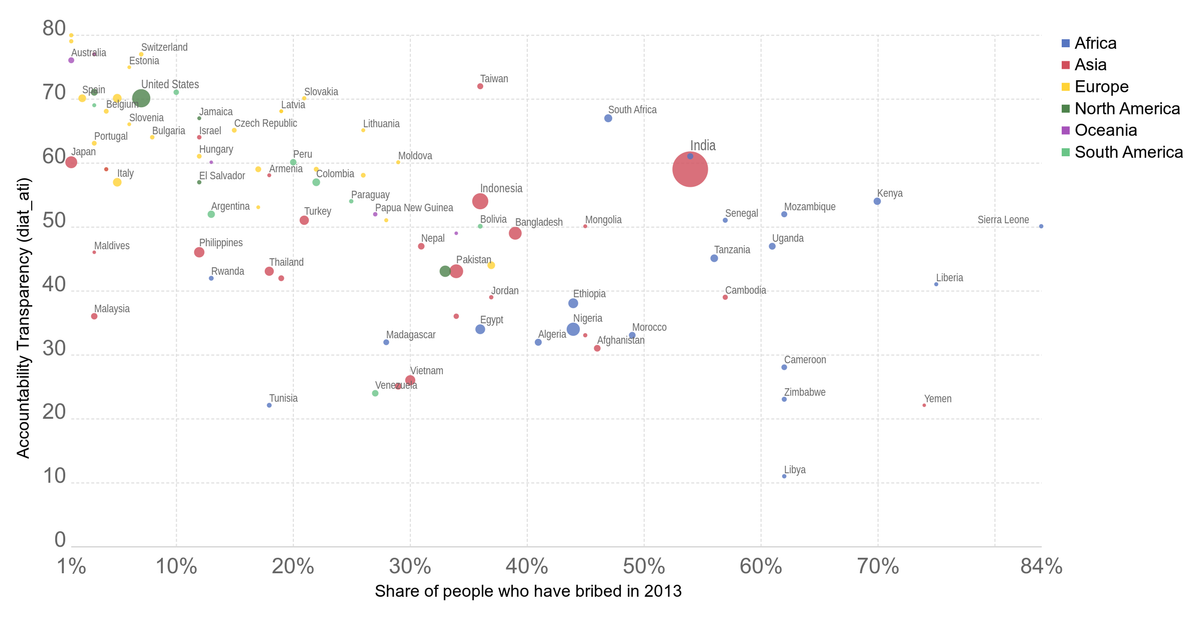 80
70
60
50
40
30
20
10
0
Accountability Transparency (diat_ati)
1%
10%
20%
30%
40%
50%
60%
70%
84%
Share of people who have bribed in 2013
Africa
Asia
Europe
North America
Oceania
South America
Switzerland
Australia
Estonia
Taiwan
United States
Spain
Slovakia
Belgium
Latvia
South Africa
Jamaica
Slovenia
Czech Republic
Lithuania
Bulgaria
Israel
Portugal
India
Japan
Hungary
Peru
Moldova
Italy
Armenia
El Salvador
Colombia
Indonesia
Paraguay
Kenya
Argentina
Papua New Guinea
Mozambique
Turkey
Bolivia
Bangladesh
Mongolia
Senegal
Sierra Leone
Maldives
Philippines
Nepal
Uganda
Tanzania
Rwanda
Thailand
Pakistan
Liberia
Jordan
Cambodia
Malaysia
Ethiopia
Egypt
Nigeria
Madagascar
Algeria
Afghanistan
Morocco
Cameroon
Vietnam
Venezuela
Tunisia
Zimbabwe
Yemen
Libya